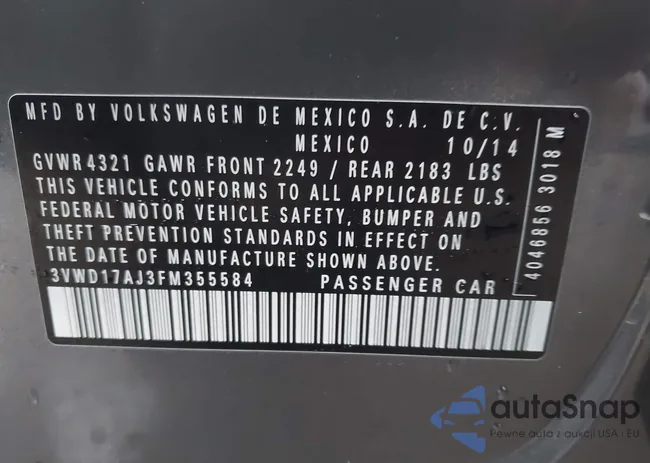 MFD BY VOLKSWAGEN DE MEXICO S.A. DE C.V.
MEXICO 10/14
GVWR 4321 GAWR FRONT 2249 / REAR 2183 LBS
THIS VEHICLE CONFORMS TO ALL APPLICABLE U.S.
FEDERAL MOTOR VEHICLE SAFETY, BUMPER AND
THEFT PREVENTION STANDARDS IN EFFECT ON
THE DATE OF MANUFACTURE SHOWN ABOVE.
3VWD17AJ3FM355584 PASSENGER CAR
4046856 3018 M
autaSnap
Pewne auta z aukcji USA i EU